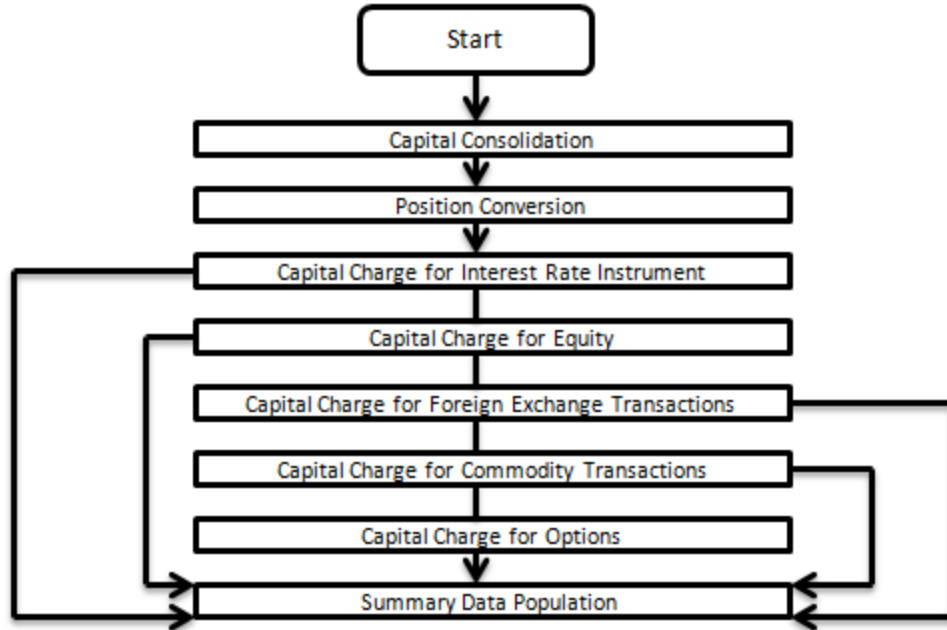 Start
Capital Consolidation
Position Conversion
Capital Charge for Interest Rate Instrument
Capital Charge for Equity
Capital Charge for Foreign Exchange Transactions
Capital Charge for Commodity Transactions
Capital Charge for Options
Summary Data Population